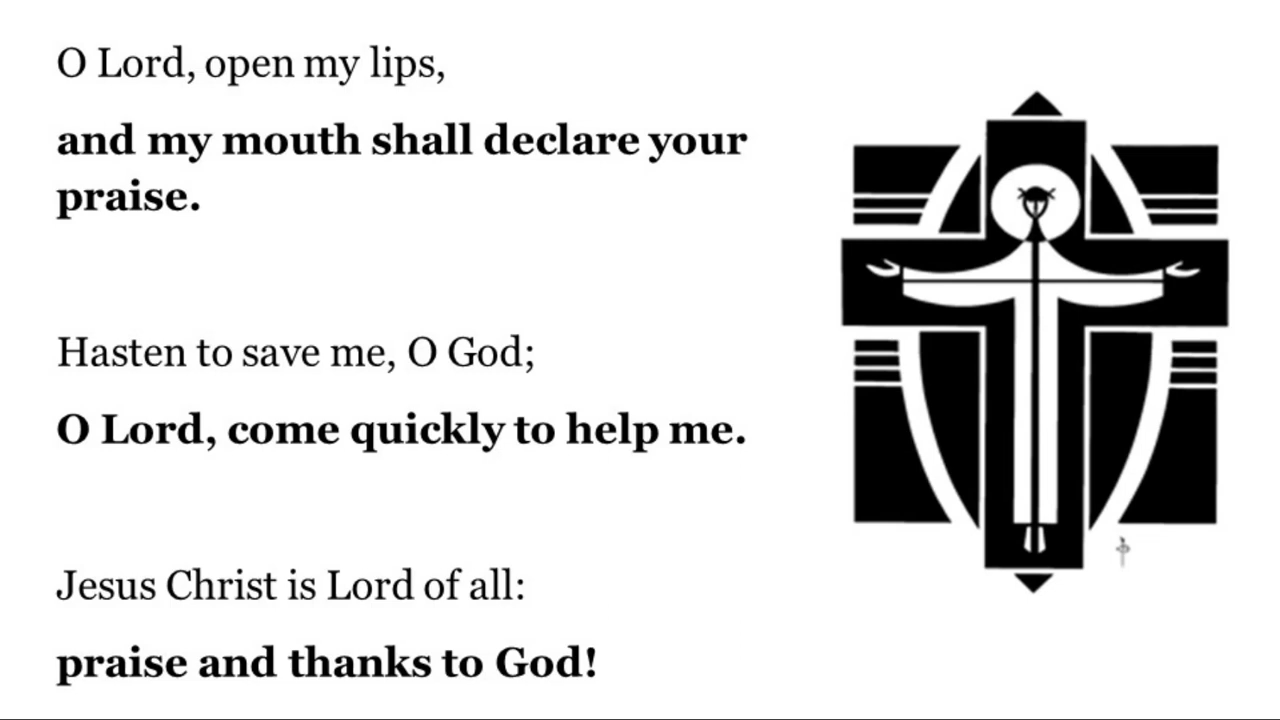 O Lord, open my lips,
and my mouth shall declare your
praise.
Hasten to save me, O God;
O Lord, come quickly to help me.
Jesus Christ is Lord of all:
praise and thanks to God!